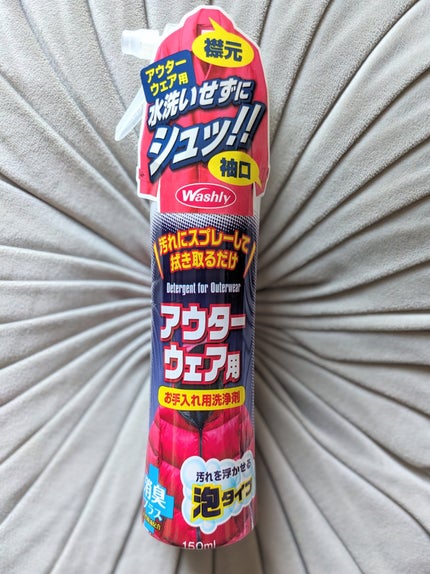 襟元
アウター
ウェア用
水洗いせずに
シュッ!!
袖口
Washly
汚れにスプレーして
拭き取るだけ
Detergent for Outerwear
アウター
ウェア用
お手入れ用洗浄剤
汚れを浮かせる
泡タイプ
消臭
プラス
150ml